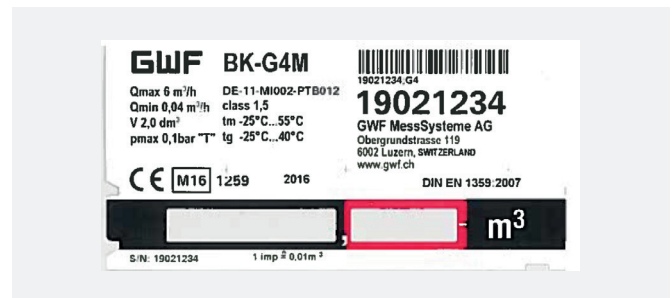 GWF BK-G4M
Qmax 6 m³/h DE-11-MI002-PTB012
Qmin 0,04 m³/h class 1,5
V 2,0 dm³ tm -25°C...55°C
pmax 0,1bar "T" tg -25°C...40°C
19021234;G4
19021234
GWF MessSysteme AG
Obergrundstrasse 119
6002 Luzern, SWITZERLAND
www.gwf.ch
CE M16 1259 2016 DIN EN 1359:2007
, m³
S/N: 19021234 1 imp ≙ 0,01m³